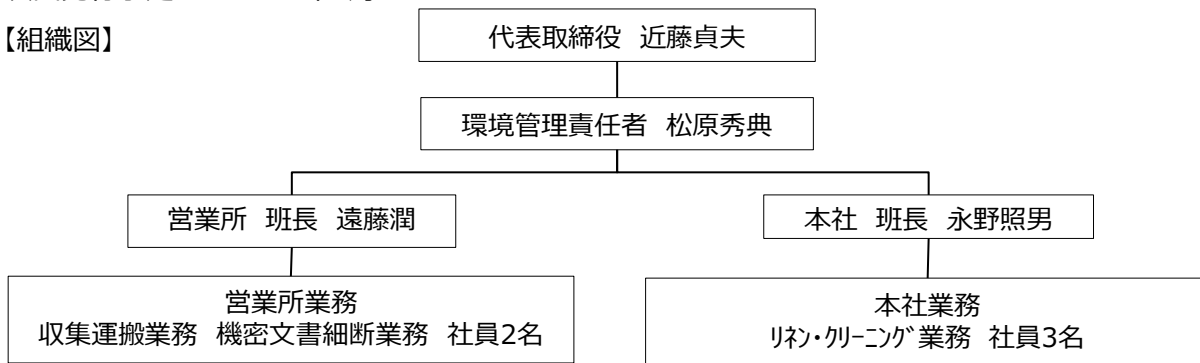 【組織図】
代表取締役 近藤貞夫
環境管理責任者 松原秀典
営業所 班長 遠藤潤
本社 班長 永野照男
営業所業務
収集運搬業務 機密文書細断業務 社員2名
本社業務
リネン・クリーニング業務 社員3名